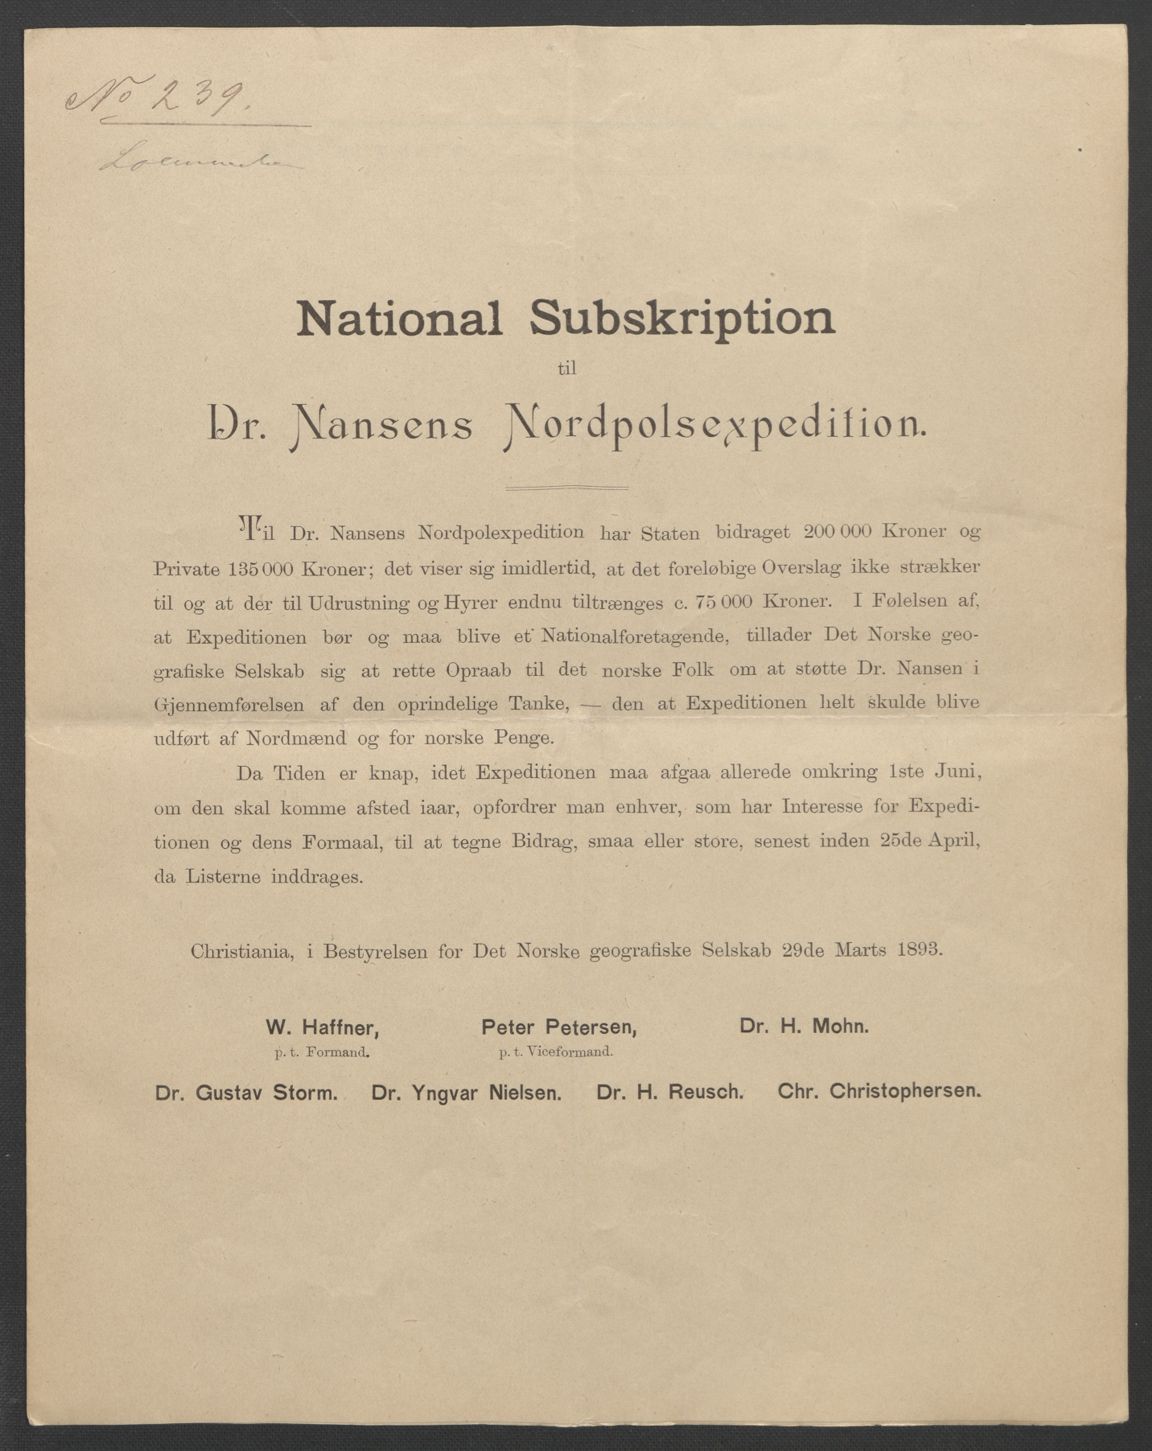 No 239.
National Subskription
til
Dr. Nansens Nordpolsexpedition.
Til Dr. Nansens Nordpolexpedition har Staten bidraget 200 000 Kroner og
Private 135 000 Kroner; det viser sig imidlertid, at det foreløbige Overslag ikke strækker
til og at der til Udrustning og Hyrer endnu tiltrænges c. 75 000 Kroner. I Følelsen af,
at Expeditionen bør og maa blive et Nationalforetagende, tillader Det Norske geo-
grafiske Selskab sig at rette Opraab til det norske Folk om at støtte Dr. Nansen i
Gjennemførelsen af den oprindelige Tanke, — den at Expeditionen helt skulde blive
udført af Nordmænd og for norske Penge.
Da Tiden er knap, idet Expeditionen maa afgaa allerede omkring 1ste Juni,
om den skal komme afsted iaar, opfordrer man enhver, som har Interesse for Expedi-
tionen og dens Formaal, til at tegne Bidrag, smaa eller store, senest inden 25de April,
da Listerne inddrages.
Christiania, i Bestyrelsen for Det Norske geografiske Selskab 29de Marts 1893.
W. Haffner, Peter Petersen, Dr. H. Mohn.
p. t. Formand. p. t. Viceformand.
Dr. Gustav Storm. Dr. Yngvar Nielsen. Dr. H. Reusch. Chr. Christophersen.